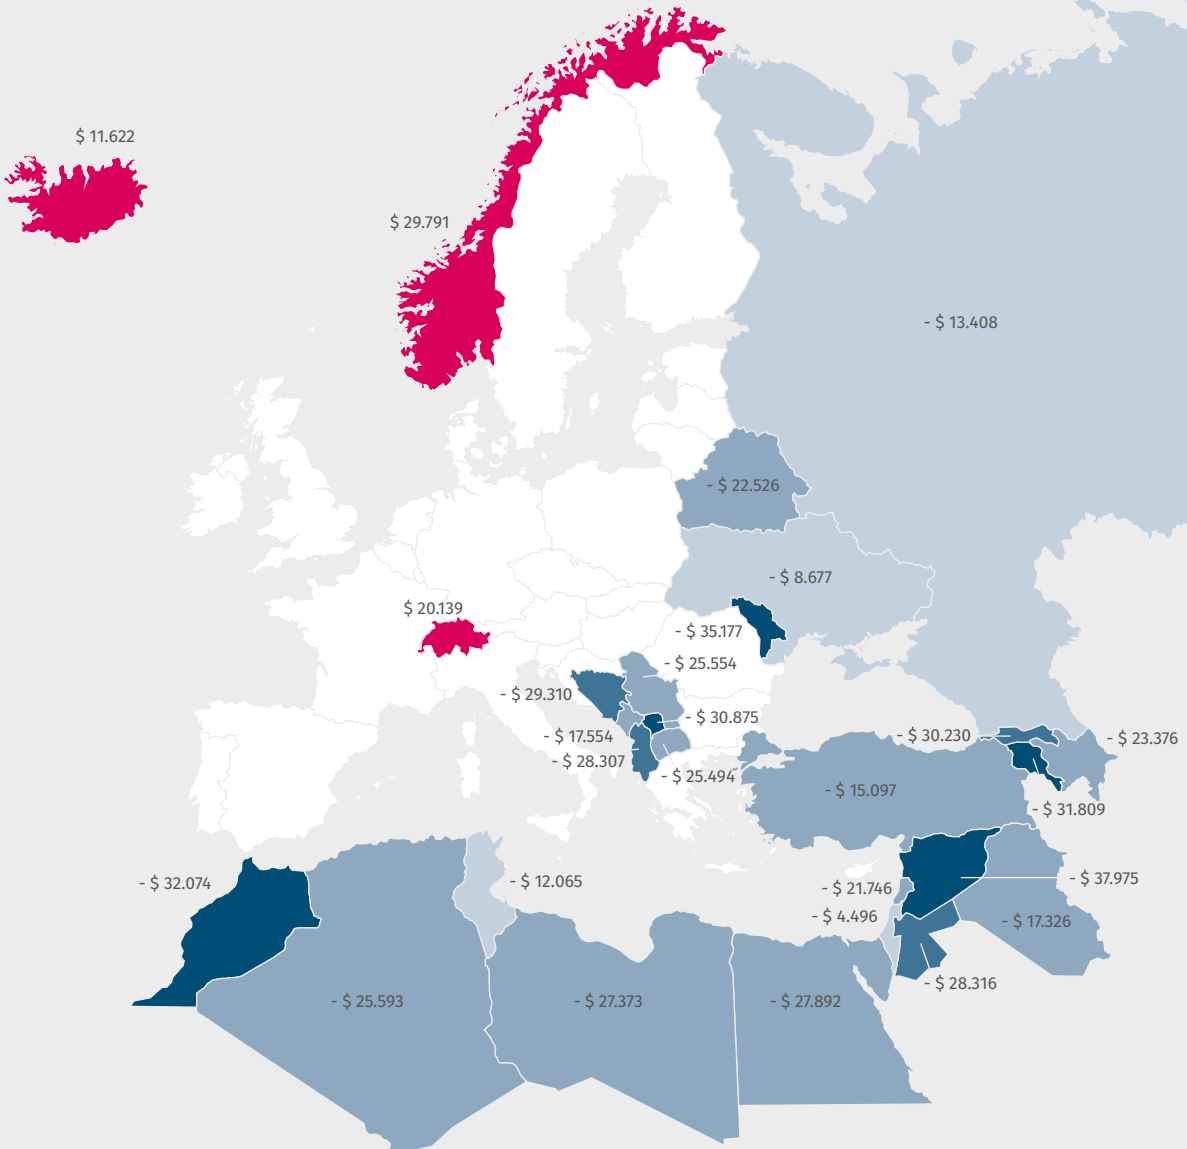 $ 11.622
$ 29.791
- $ 13.408
- $ 22.526
- $ 8.677
$ 20.139
- $ 35.177
- $ 25.554
- $ 29.310
- $ 30.875
- $ 17.554
- $ 30.230
- $ 23.376
- $ 28.307
- $ 25.494
- $ 15.097
- $ 31.809
- $ 32.074
- $ 12.065
- $ 21.746
- $ 37.975
- $ 4.496
- $ 17.326
- $ 28.316
- $ 25.593
- $ 27.373
- $ 27.892